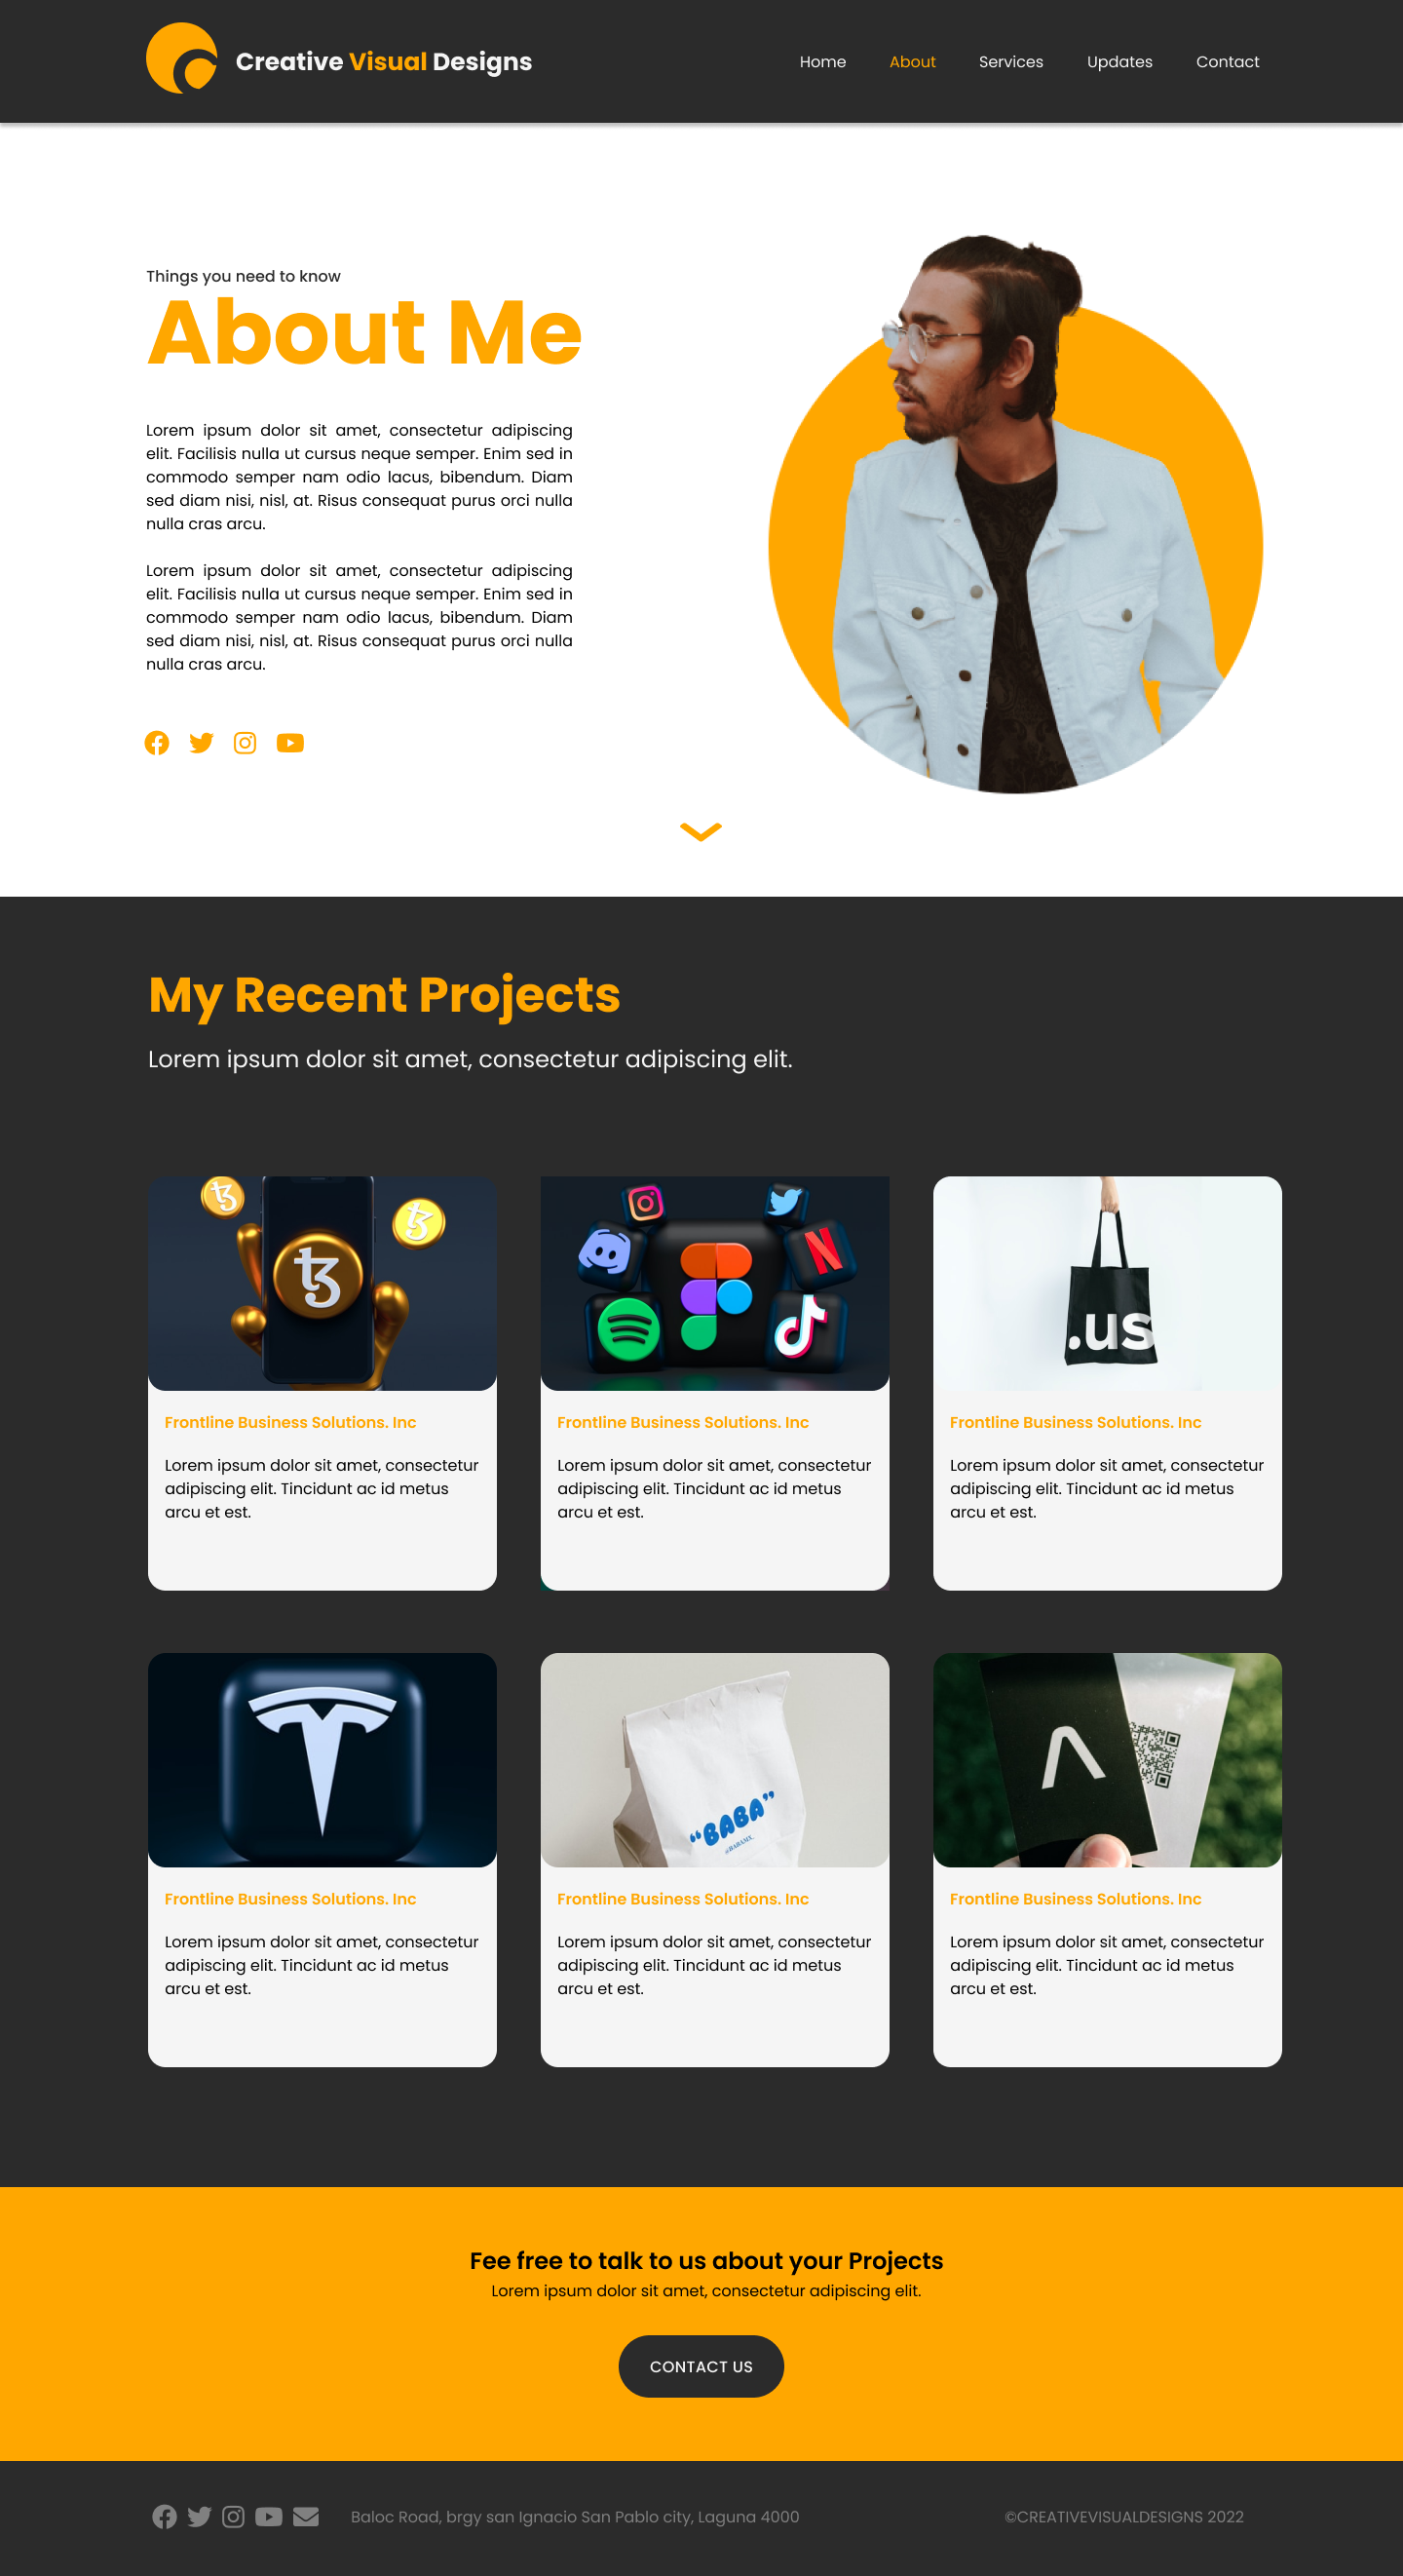 Creative Visual Designs
Home About Services Updates Contact
Things you need to know
About Me
Lorem ipsum dolor sit amet, consectetur adipiscing
elit. Facilisis nulla ut cursus neque semper. Enim sed in
commodo semper nam odio lacus, bibendum. Diam
sed diam nisi, nisl, at. Risus consequat purus orci nulla
nulla cras arcu.
Lorem ipsum dolor sit amet, consectetur adipiscing
elit. Facilisis nulla ut cursus neque semper. Enim sed in
commodo semper nam odio lacus, bibendum. Diam
sed diam nisi, nisl, at. Risus consequat purus orci nulla
nulla cras arcu.
My Recent Projects
Lorem ipsum dolor sit amet, consectetur adipiscing elit.
Frontline Business Solutions. Inc
Lorem ipsum dolor sit amet, consectetur
adipiscing elit. Tincidunt ac id metus
arcu et est.
Frontline Business Solutions. Inc
Lorem ipsum dolor sit amet, consectetur
adipiscing elit. Tincidunt ac id metus
arcu et est.
.us
Frontline Business Solutions. Inc
Lorem ipsum dolor sit amet, consectetur
adipiscing elit. Tincidunt ac id metus
arcu et est.
Frontline Business Solutions. Inc
Lorem ipsum dolor sit amet, consectetur
adipiscing elit. Tincidunt ac id metus
arcu et est.
“BABA”
Frontline Business Solutions. Inc
Lorem ipsum dolor sit amet, consectetur
adipiscing elit. Tincidunt ac id metus
arcu et est.
Frontline Business Solutions. Inc
Lorem ipsum dolor sit amet, consectetur
adipiscing elit. Tincidunt ac id metus
arcu et est.
Fee free to talk to us about your Projects
Lorem ipsum dolor sit amet, consectetur adipiscing elit.
CONTACT US
Baloc Road, brgy san Ignacio San Pablo city, Laguna 4000
©CREATIVEVISUALDESIGNS 2022